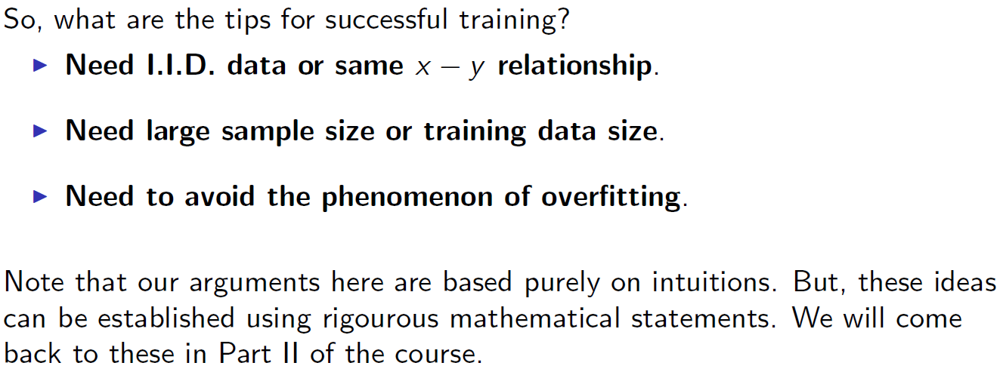 So, what are the tips for successful training?
▶ Need I.I.D. data or same x − y relationship.
▶ Need large sample size or training data size.
▶ Need to avoid the phenomenon of overfitting.
Note that our arguments here are based purely on intuitions. But, these ideas
can be established using rigourous mathematical statements. We will come
back to these in Part II of the course.